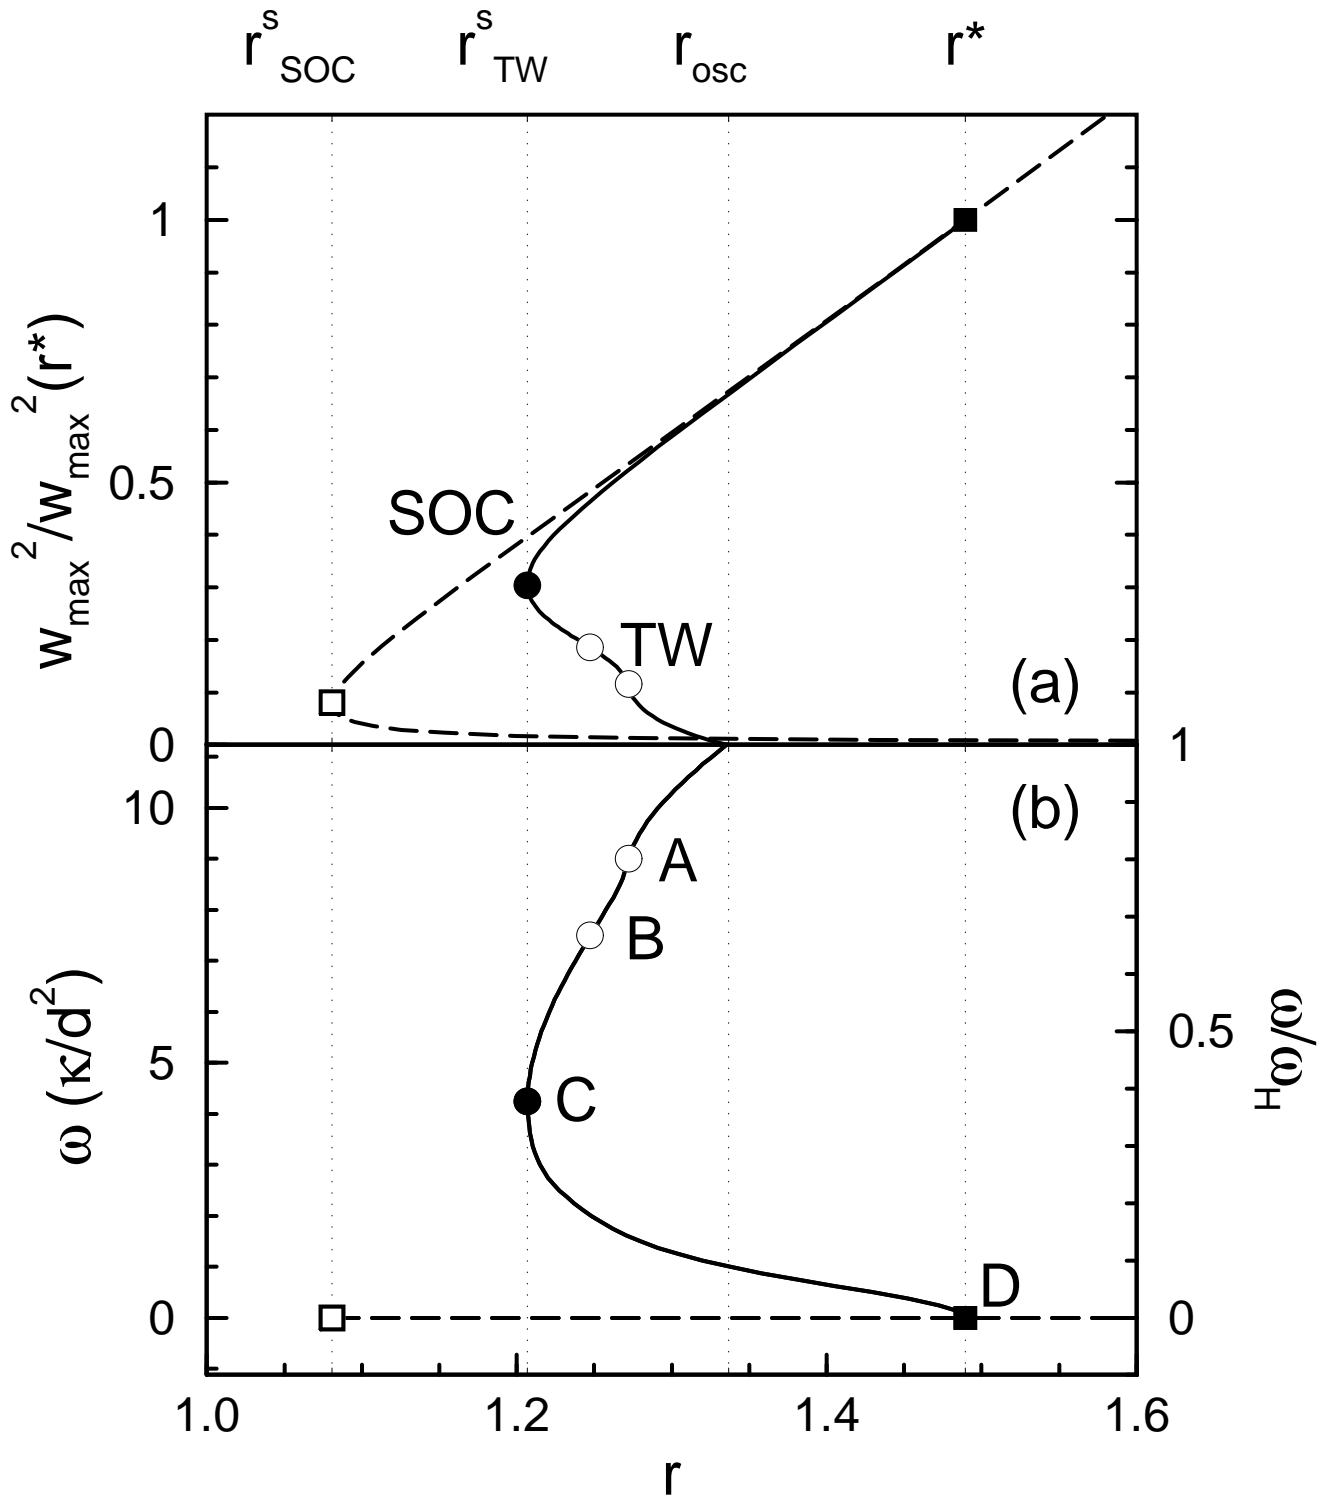 r^s_SOC r^s_TW r_osc r*
1
w_max^2/w_max^2(r*)
0.5
SOC
TW
(a)
0 1
10 (b)
A
B
ω (κ/d^2) 0.5 ω/ω_H
5
C
D
0 0
1.0 1.2 1.4 1.6
r